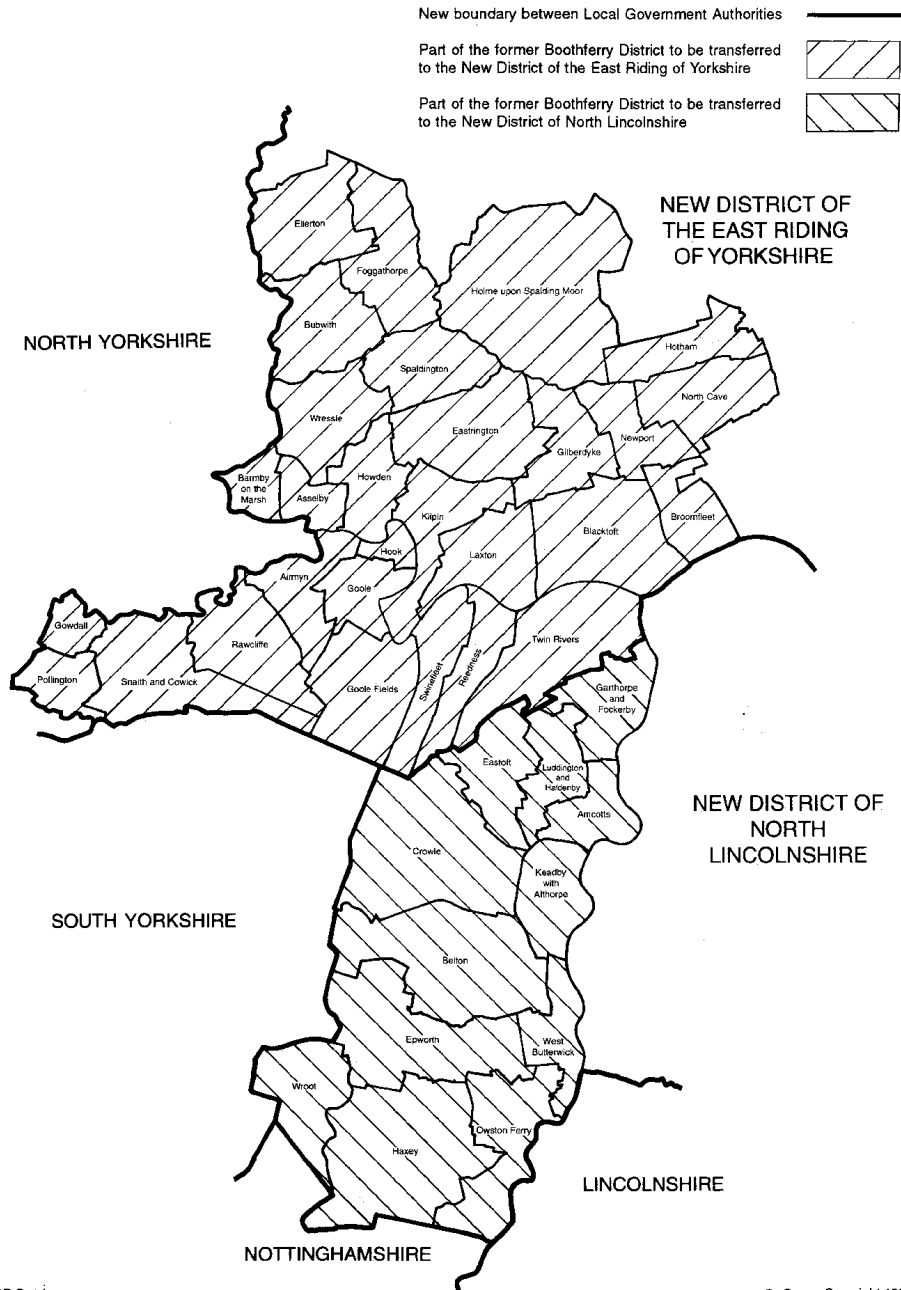 New boundary between Local Government Authorities
Part of the former Boothferry District to be transferred
to the New District of the East Riding of Yorkshire
Part of the former Boothferry District to be transferred
to the New District of North Lincolnshire
NEW DISTRICT OF
THE EAST RIDING
OF YORKSHIRE
Ellerton
Foggathorpe
Holme upon Spalding Moor
Bubwith
NORTH YORKSHIRE
Hotham
Spaldington
North Cave
Wressle
Eastrington
Newport
Gilberdyke
Barmby
on the
Marsh
Howden
Asselby
Kilpin
Broomfleet
Blacktoft
Hook
Laxton
Airmyn
Goole
Gowdall
Twin Rivers
Rawcliffe
Swinefleet
Reedness
Pollington
Snaith and Cowick
Goole Fields
Garthorpe
and
Fockerby
Eastoft
Luddington
and
Haldenby
Amcotts
NEW DISTRICT OF
NORTH
LINCOLNSHIRE
Crowle
Keadby
with
Althorpe
SOUTH YORKSHIRE
Belton
Epworth
West
Butterwick
Wroot
Owston Ferry
Haxey
LINCOLNSHIRE
NOTTINGHAMSHIRE